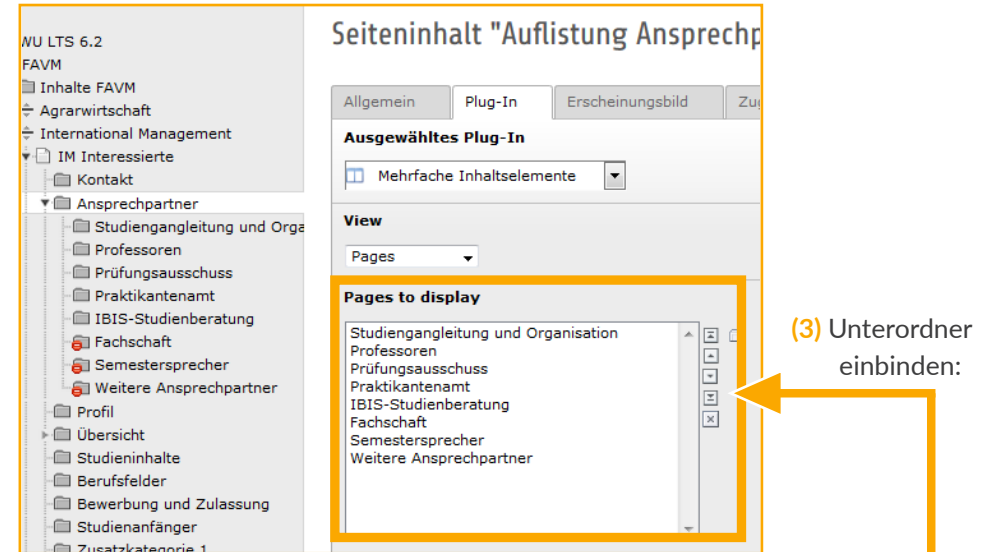 WU LTS 6.2
FAVM
Inhalte FAVM
Agrarwirtschaft
International Management
IM Interessierte
Kontakt
Ansprechpartner
Studiengangleitung und Orga
Professoren
Prüfungsausschuss
Praktikantenamt
IBIS-Studienberatung
Fachschaft
Semestersprecher
Weitere Ansprechpartner
Profil
Übersicht
Studieninhalte
Berufsfelder
Bewerbung und Zulassung
Studienanfänger
Zusatzkategorie 1
Seiteninhalt "Auflistung Ansprechp
Allgemein Plug-In Erscheinungsbild Zug
Ausgewähltes Plug-In
Mehrfache Inhaltselemente
View
Pages
Pages to display
Studiengangleitung und Organisation
Professoren
Prüfungsausschuss
Praktikantenamt
IBIS-Studienberatung
Fachschaft
Semestersprecher
Weitere Ansprechpartner
(3) Unterordner
einbinden: